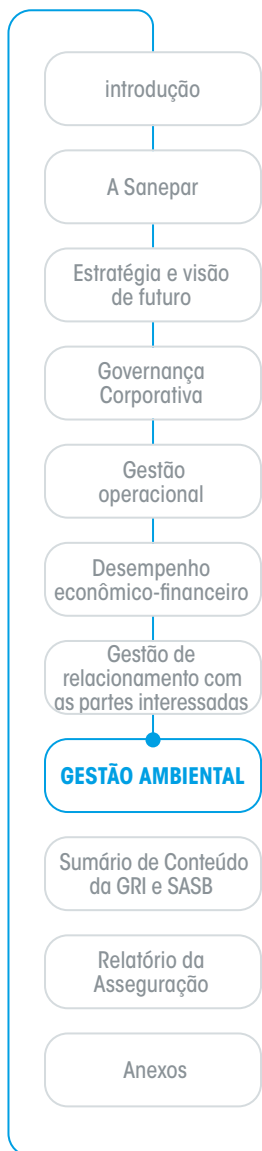 introdução
A Sanepar
Estratégia e visão
de futuro
Governança
Corporativa
Gestão
operacional
Desempenho
econômico-financeiro
Gestão de
relacionamento com
as partes interessadas
GESTÃO AMBIENTAL
Sumário de Conteúdo
da GRI e SASB
Relatório da
Asseguração
Anexos